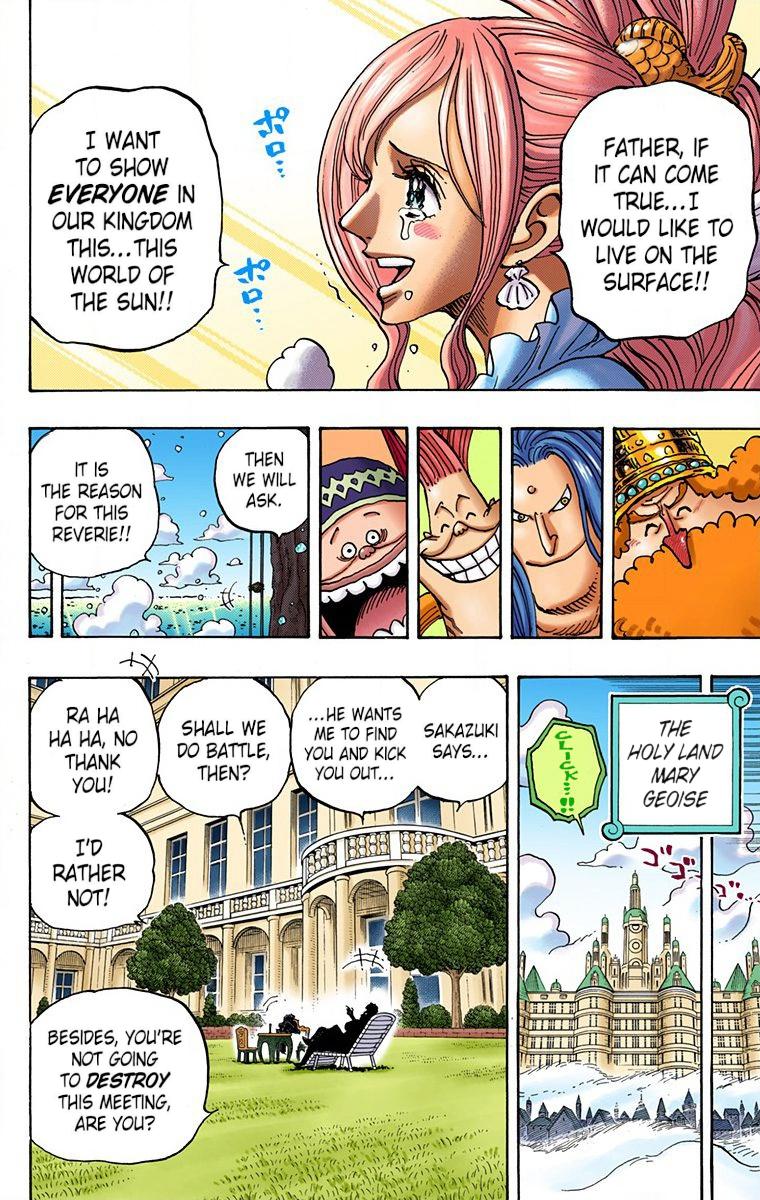 FATHER, IF
IT CAN COME
TRUE...I
WOULD LIKE TO
LIVE ON THE
SURFACE!!
I WANT
TO SHOW
EVERYONE IN
OUR KINGDOM
THIS...THIS
WORLD OF
THE SUN!!
ポロ…
ポロ…
THEN
WE WILL
ASK.
IT IS
THE REASON
FOR THIS
REVERIE!!
THE
HOLY LAND
MARY
GEOISE
CLICK...!!
ゴゴ
SAKAZUKI
SAYS...
...HE WANTS
ME TO FIND
YOU AND KICK
YOU OUT...
SHALL WE
DO BATTLE,
THEN?
RA HA
HA HA, NO
THANK
YOU!
I'D
RATHER
NOT!
BESIDES, YOU'RE
NOT GOING
TO DESTROY
THIS MEETING,
ARE YOU?